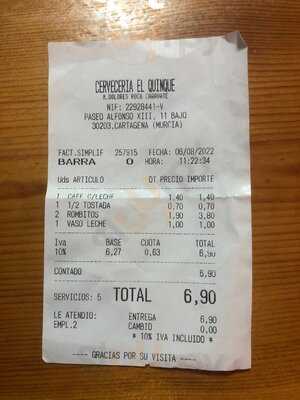 CERVECERIA EL QUINQUE
M.DOLORES ROCA
NIF: 22928441-V
PASEO ALFONSO XIII, 11 BAJO
30203.CARTAGENA (MURCIA)
FACT.SIMPLIF 257915 FECHA: 06/08/2022
BARRA 0 HORA: 11:22:34
Uds ARTICULO DT PRECIO IMPORTE
1 CAFE C/LECHE 1,40 1,40
1 1/2 TOSTADA 0,70 0,70
2 ROMBITOS 1,90 3,80
1 VASO LECHE 1,00 1,00
Iva BASE CUOTA TOTAL
10% 6,27 0,63 6,90
CONTADO 6,90
SERVICIOS: 5 TOTAL 6,90
LE ATENDIO: ENTREGA 6,90
EMPL.2 CAMBIO 0,00
* 10% IVA INCLUIDO *
---- GRACIAS POR SU VISITA ----